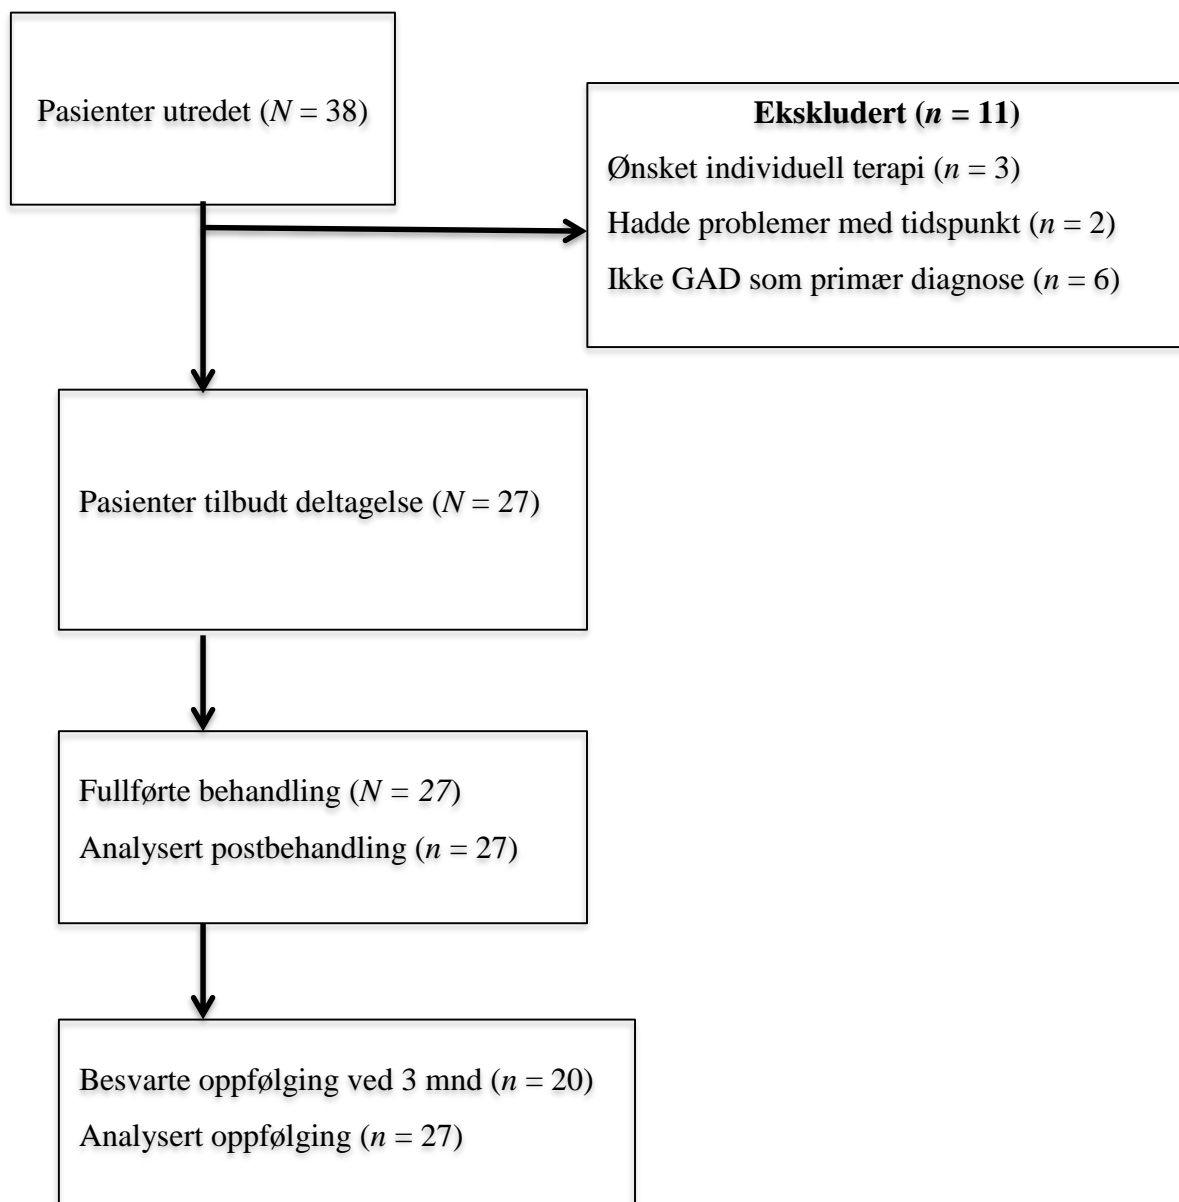 Pasienter utredet (N = 38)
Ekskludert (n = 11)
Ønsket individuell terapi (n = 3)
Hadde problemer med tidspunkt (n = 2)
Ikke GAD som primær diagnose (n = 6)
Pasienter tilbudt deltagelse (N = 27)
Fullførte behandling (N = 27)
Analysert postbehandling (n = 27)
Besvarte oppfølging ved 3 mnd (n = 20)
Analysert oppfølging (n = 27)